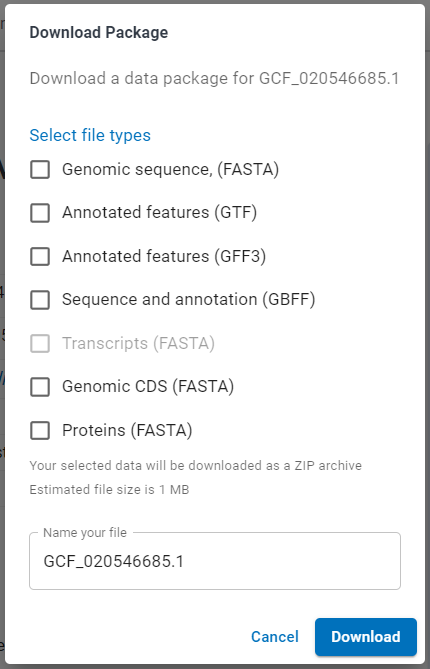 Download Package
Download a data package for GCF_020546685.1
Select file types
Genomic sequence, (FASTA)
Annotated features (GTF)
Annotated features (GFF3)
Sequence and annotation (GBFF)
Transcripts (FASTA)
Genomic CDS (FASTA)
Proteins (FASTA)
Your selected data will be downloaded as a ZIP archive
Estimated file size is 1 MB
Name your file
GCF_020546685.1
Cancel Download